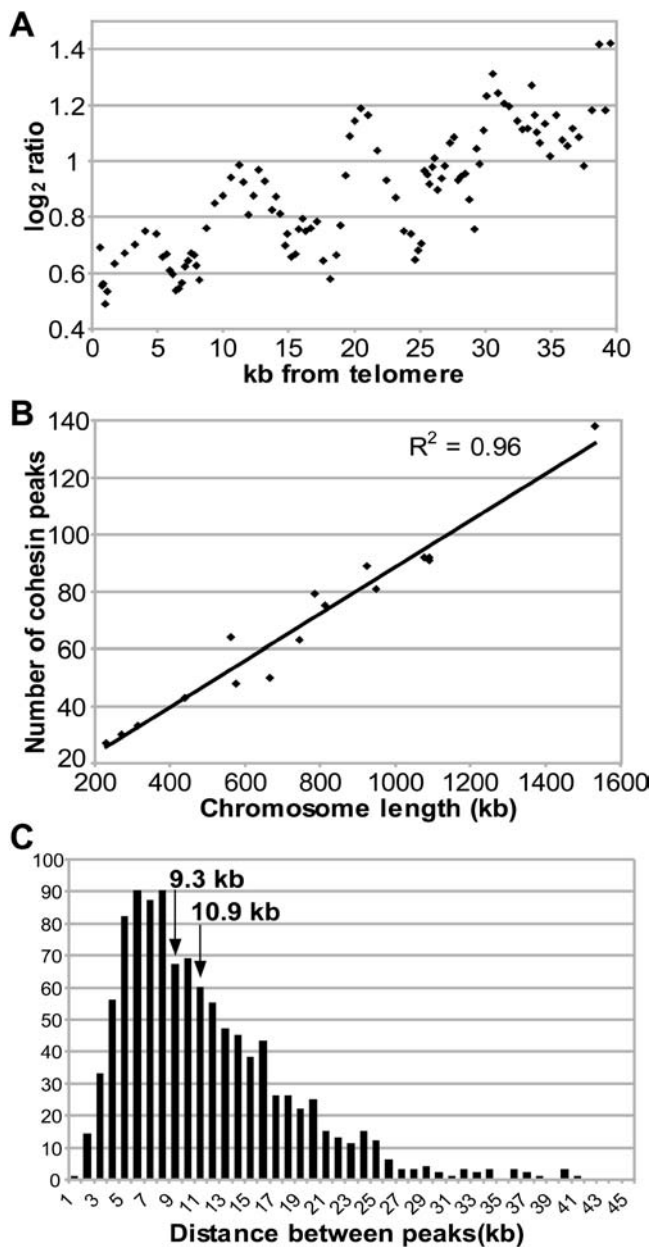 A
log2 ratio
1.4
1.2
1
0.8
0.6
0.4
0 5 10 15 20 25 30 35 40
kb from telomere
B
Number of cohesin peaks
140
120
100
80
60
40
20
R2 = 0.96
200 400 600 800 1000 1200 1400 1600
Chromosome length (kb)
C
100
90
80
70
60
50
40
30
20
10
0
9.3 kb
10.9 kb
1 3 5 7 9 11 13 15 17 19 21 23 25 27 29 31 33 35 37 39 41 43 45
Distance between peaks(kb)